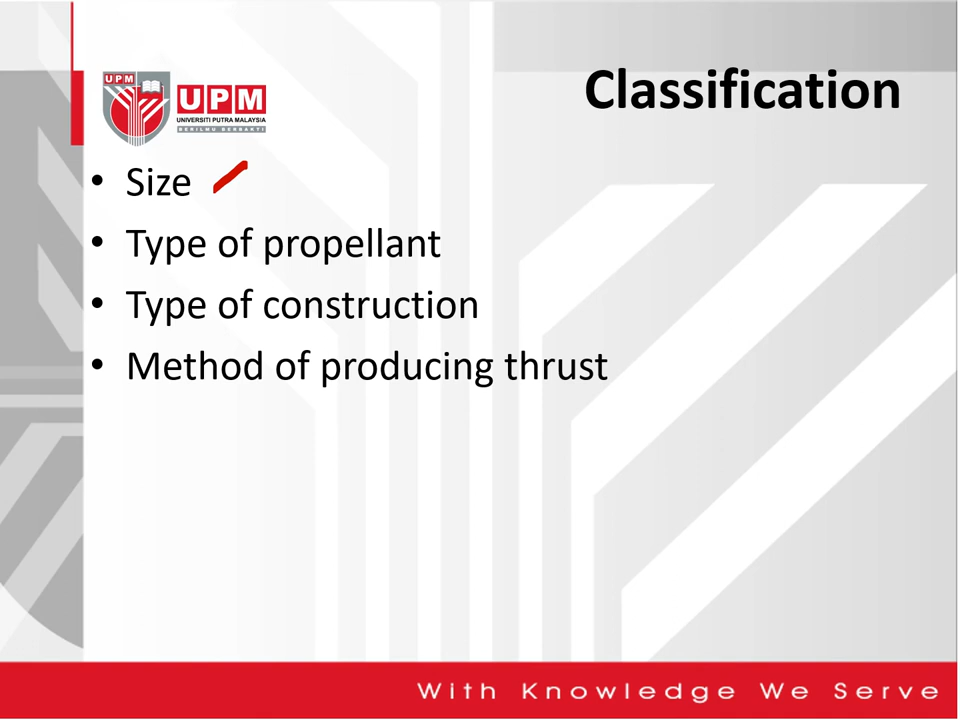 Classification
UPM
UPM
UNIVERSITI PUTRA MALAYSIA
BERILMU BERBAKTI
• Size
• Type of propellant
• Type of construction
• Method of producing thrust
With Knowledge We Serve